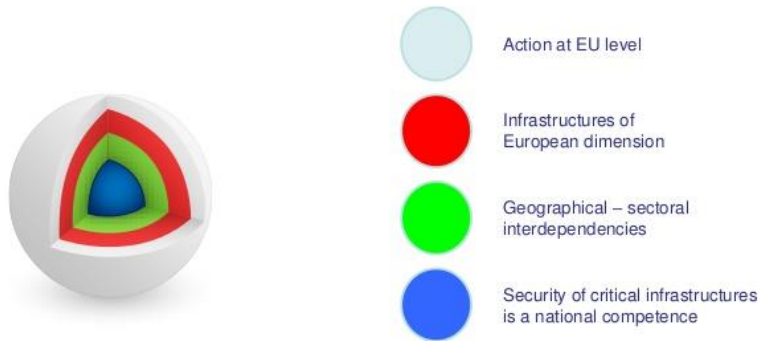 Action at EU level
Infrastructures of
European dimension
Geographical – sectoral
interdependencies
Security of critical infrastructures
is a national competence